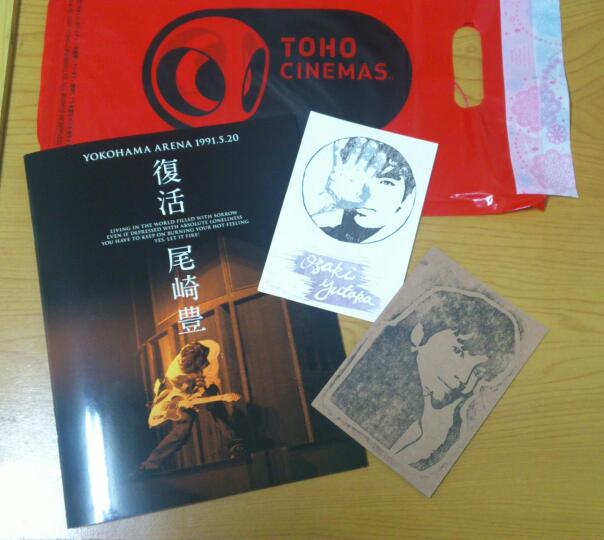 TOHO
CINEMAS
YOKOHAMA ARENA 1991.5.20
復活 尾崎豊
LIVING IN THE WORLD FILLED WITH SORROW
EVEN IF DEPRESSED WITH ABSOLUTE LONELINESS
YOU HAVE TO KEEP ON BURNING YOUR HOT FEELING
YES, LET IT FIRE!
Ozaki
Yutaka